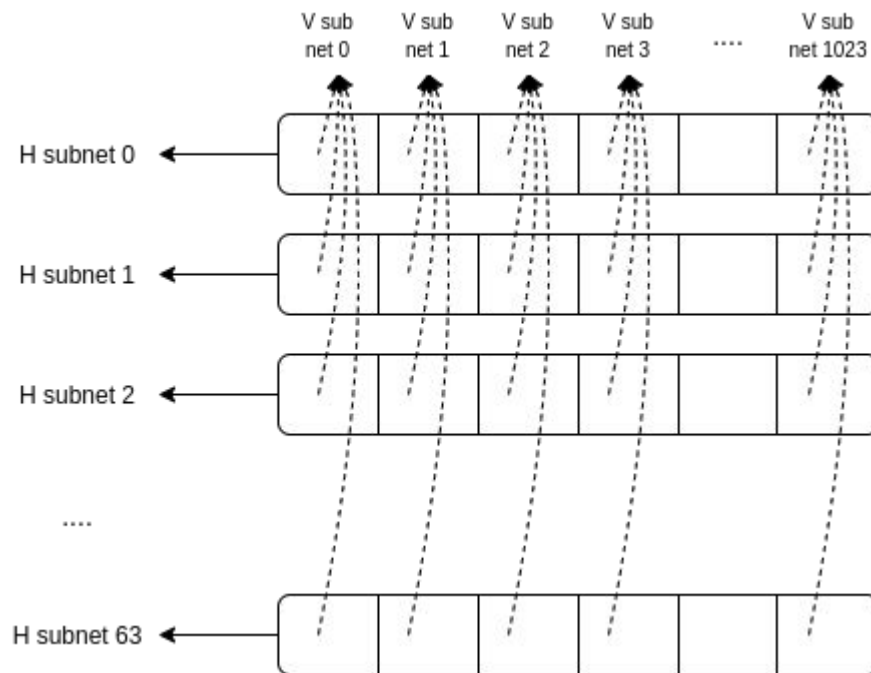 V sub
net 0
V sub
net 1
V sub
net 2
V sub
net 3
....
V sub
net 1023
H subnet 0
H subnet 1
H subnet 2
....
H subnet 63